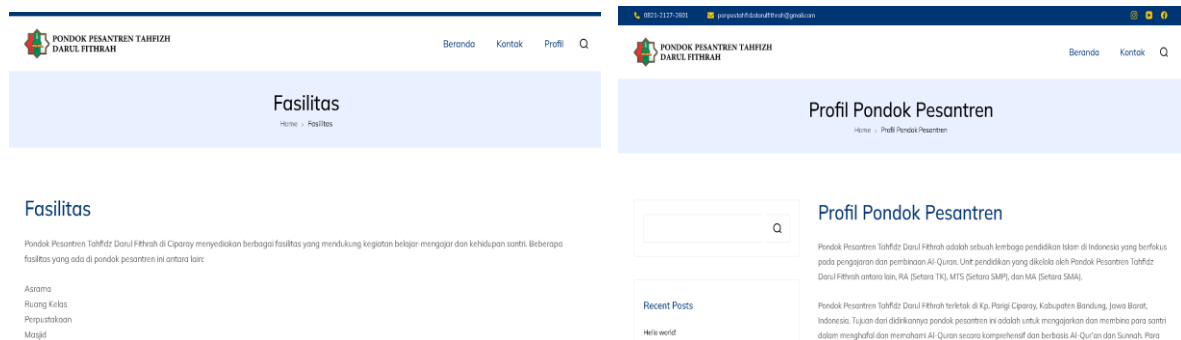 PONDOK PESANTREN TAHFIZH
DARUL FITHRAH
Beranda Kontak Profil
Fasilitas
Home > Fasilitas
Fasilitas
Pondok Pesantren Tahfidz Darul Fithrah di Ciparay menyediakan berbagai fasilitas yang mendukung kegiatan belajar-mengajar dan kehidupan santri. Beberapa
fasilitas yang ada di pondok pesantren ini antara lain:
Asrama
Ruang Kelas
Perpustakaan
Masjid
0821-2127-2601 ponpestahfidzdarulfithrah@gmail.com
PONDOK PESANTREN TAHFIZH
DARUL FITHRAH
Beranda Kontak
Profil Pondok Pesantren
Home > Profil Pondok Pesantren
Recent Posts
Hello world!
Profil Pondok Pesantren
Pondok Pesantren Tahfidz Darul Fithrah adalah sebuah lembaga pendidikan Islam di Indonesia yang berfokus
pada pengajaran dan pembinaan Al-Quran. Unit pendidikan yang dikelola oleh Pondok Pesantren Tahfidz
Darul Fithrah antara lain, RA (Setara TK), MTS (Setara SMP), dan MA (Setara SMA).
Pondok Pesantren Tahfidz Darul Fithrah terletak di Kp. Parigi Ciparay, Kabupaten Bandung, Jawa Barat,
Indonesia. Tujuan dari didirikannya pondok pesantren ini adalah untuk mengajarkan dan membina para santri
dalam menghafal dan memahami Al-Quran secara komprehensif dan berbasis Al-Qur'an dan Sunnah. Para